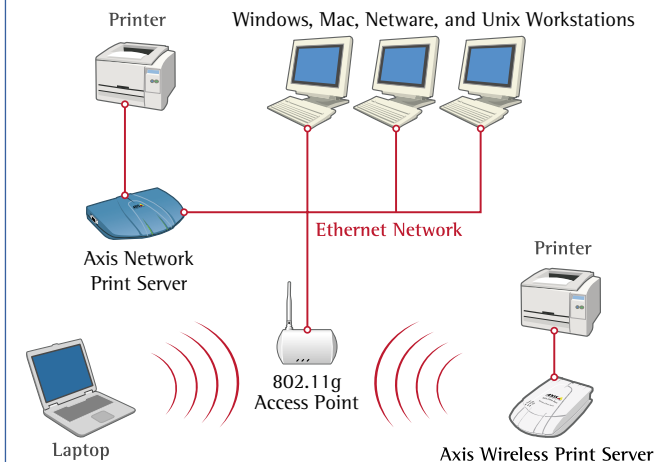 Printer
Windows, Mac, Netware, and Unix Workstations
Ethernet Network
Axis Network
Print Server
Printer
802.11g
Access Point
Laptop
Axis Wireless Print Server